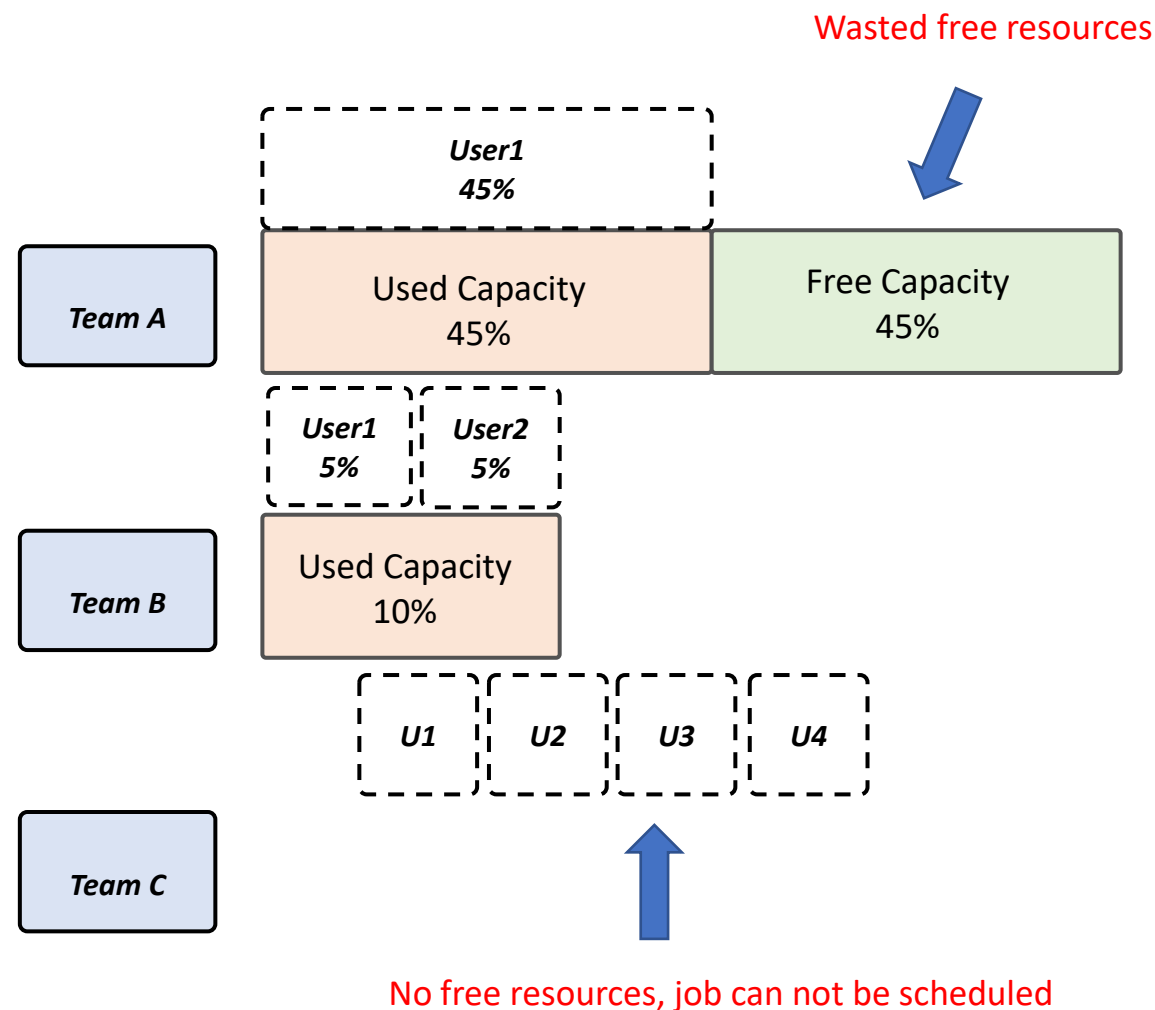 Wasted free resources
User1
45%
Team A
Used Capacity
45%
Free Capacity
45%
User1
5%
User2
5%
Team B
Used Capacity
10%
U1
U2
U3
U4
Team C
No free resources, job can not be scheduled